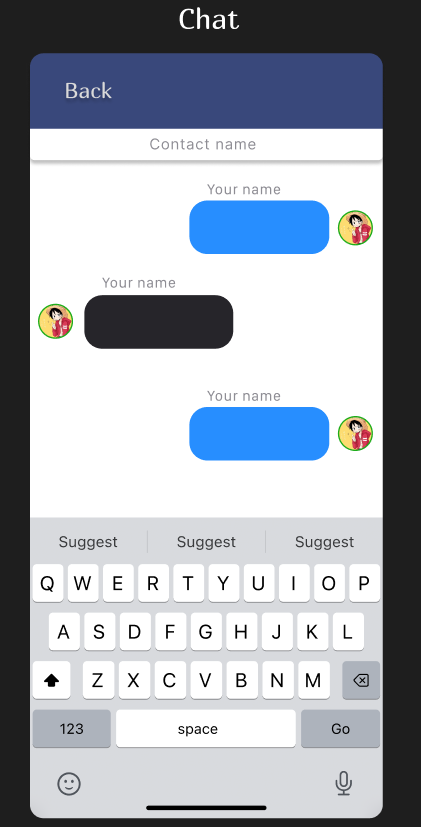 Chat
Back
Contact name
Your name
Your name
Your name
Suggest Suggest Suggest
Q W E R T Y U I O P
A S D F G H J K L
Z X C V B N M
123 space Go